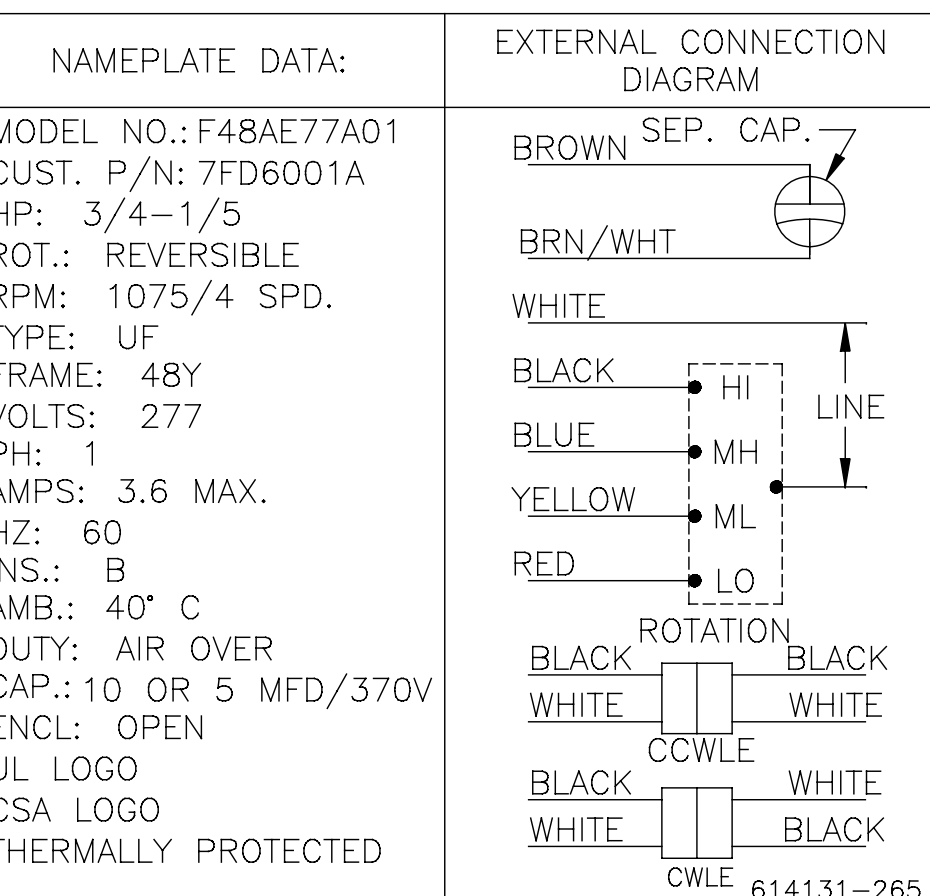 NAMEPLATE DATA:
MODEL NO.: F48AE77A01
CUST. P/N: 7FD6001A
HP: 3/4-1/5
ROT.: REVERSIBLE
RPM: 1075/4 SPD.
TYPE: UF
FRAME: 48Y
VOLTS: 277
PH: 1
AMPS: 3.6 MAX.
HZ: 60
INS.: B
AMB.: 40° C
DUTY: AIR OVER
CAP.: 10 OR 5 MFD/370V
ENCL: OPEN
UL LOGO
CSA LOGO
THERMALLY PROTECTED
EXTERNAL CONNECTION
DIAGRAM
SEP. CAP.
BROWN
BRN/WHT
WHITE
BLACK HI
LINE
BLUE MH
YELLOW ML
RED LO
ROTATION
BLACK BLACK
WHITE WHITE
CCWLE
BLACK WHITE
WHITE BLACK
CWLE
614131-265